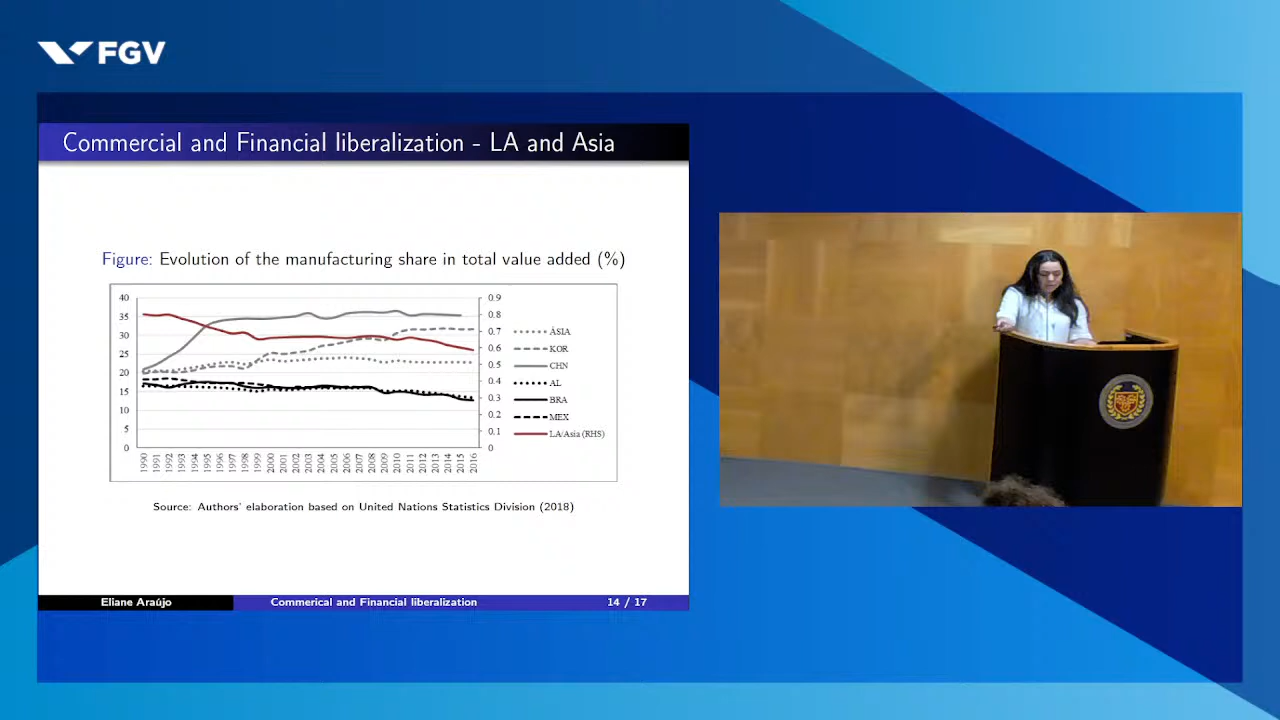 FGV
Commercial and Financial liberalization - LA and Asia
Figure: Evolution of the manufacturing share in total value added (%)
40
35
30
25
20
15
10
5
0
0.9
0.8
0.7
0.6
0.5
0.4
0.3
0.2
0.1
0
ÁSIA
KOR
CHN
AL
BRA
MEX
LA/Asia (RHS)
1990 1991 1992 1993 1994 1995 1996 1997 1998 1999 2000 2001 2002 2003 2004 2005 2006 2007 2008 2009 2010 2011 2012 2013 2014 2015 2016
Source: Authors' elaboration based on United Nations Statistics Division (2018)
Eliane Araújo Commerical and Financial liberalization 14 / 17